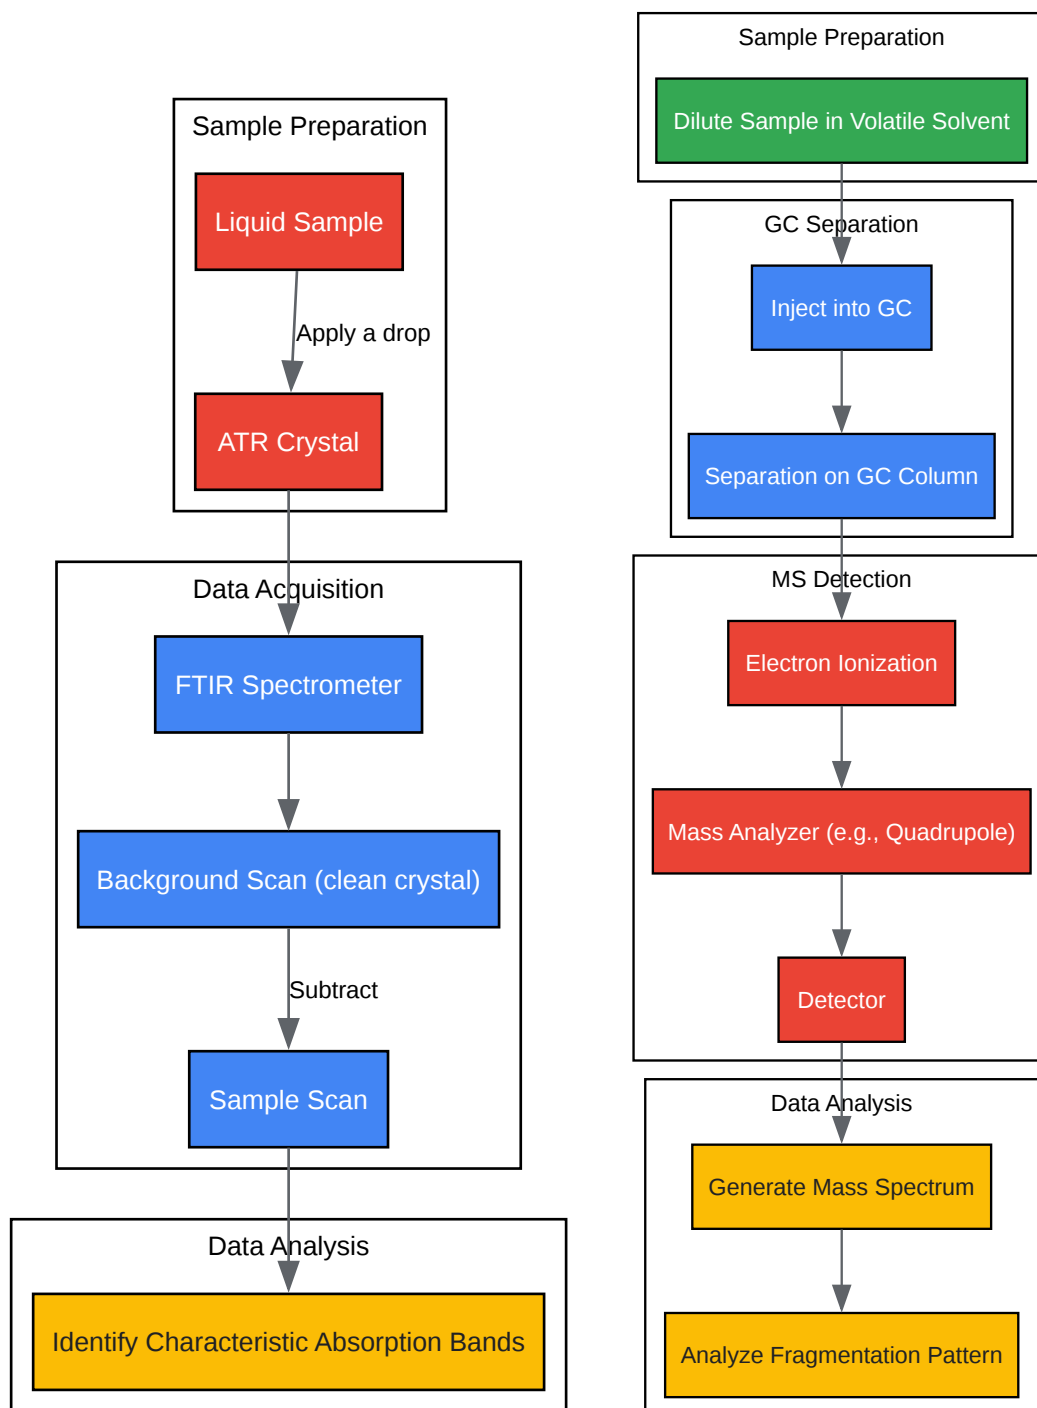 Sample Preparation
Liquid Sample
Apply a drop
ATR Crystal
Data Acquisition
FTIR Spectrometer
Background Scan (clean crystal)
Subtract
Sample Scan
Data Analysis
Identify Characteristic Absorption Bands
Sample Preparation
Dilute Sample in Volatile Solvent
GC Separation
Inject into GC
Separation on GC Column
MS Detection
Electron Ionization
Mass Analyzer (e.g., Quadrupole)
Detector
Data Analysis
Generate Mass Spectrum
Analyze Fragmentation Pattern